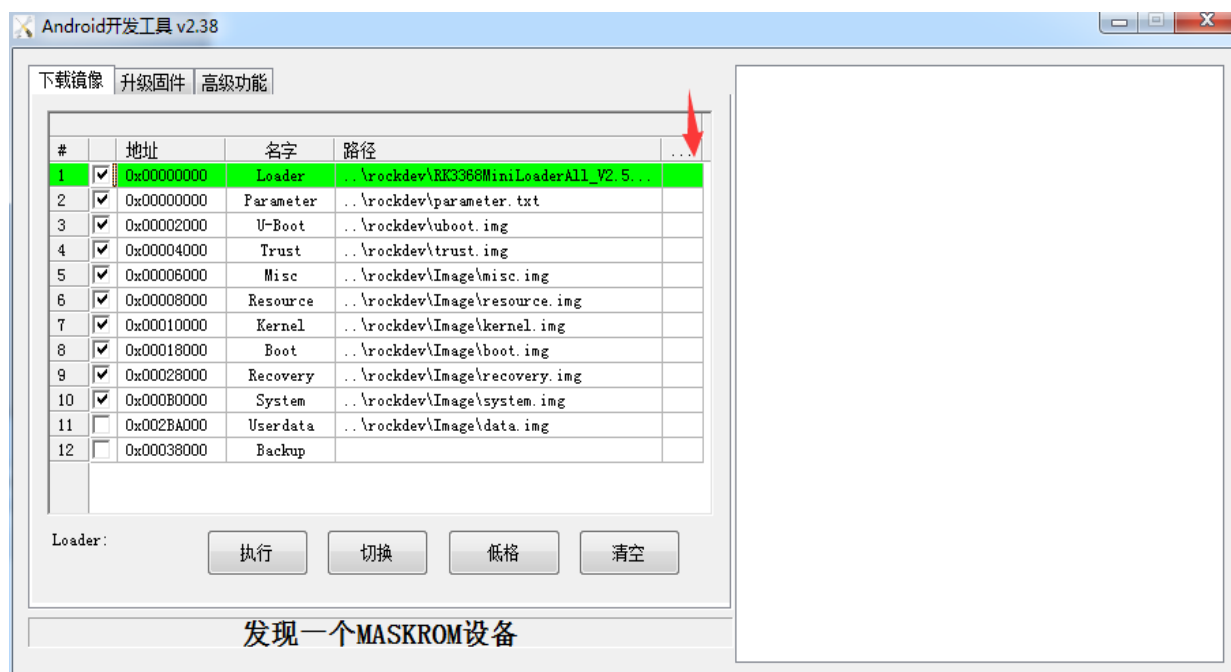 Android开发工具 v2.38
下载镜像 升级固件 高级功能
# 地址 名字 路径 ...
1 0x00000000 Loader ..\rockdev\RK3368MiniLoaderAll_V2.5...
2 0x00000000 Parameter ..\rockdev\parameter.txt
3 0x00002000 U-Boot ..\rockdev\uboot.img
4 0x00004000 Trust ..\rockdev\trust.img
5 0x00006000 Misc ..\rockdev\Image\misc.img
6 0x00008000 Resource ..\rockdev\Image\resource.img
7 0x00010000 Kernel ..\rockdev\Image\kernel.img
8 0x00018000 Boot ..\rockdev\Image\boot.img
9 0x00028000 Recovery ..\rockdev\Image\recovery.img
10 0x000B0000 System ..\rockdev\Image\system.img
11 0x002BA000 Userdata ..\rockdev\Image\data.img
12 0x00038000 Backup
Loader: 执行 切换 低格 清空
发现一个MASKROM设备